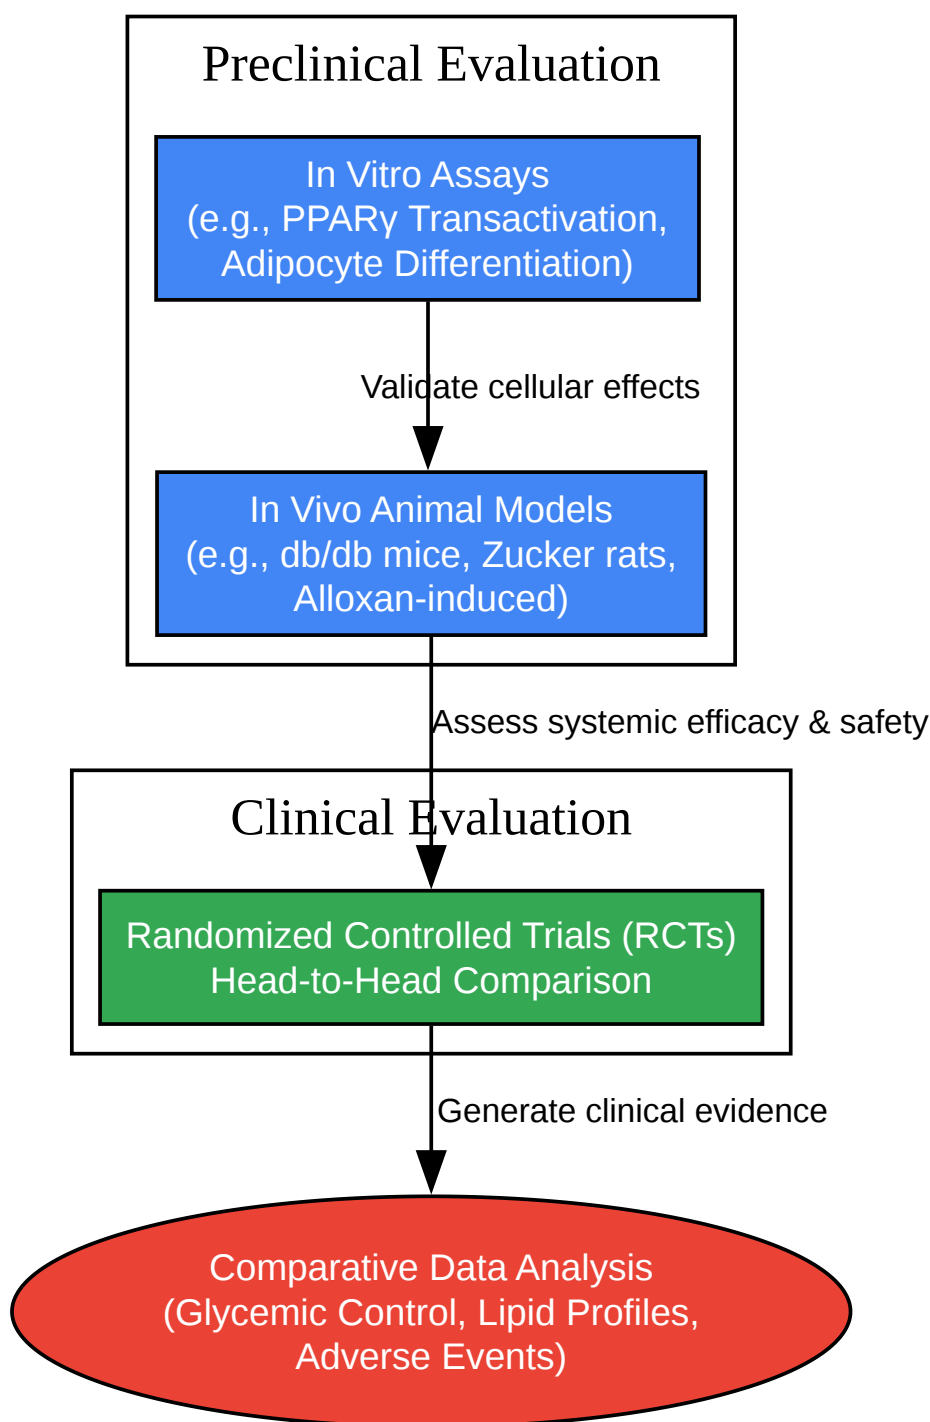 Preclinical Evaluation
In Vitro Assays
(e.g., PPARγ Transactivation,
Adipocyte Differentiation)
Validate cellular effects
In Vivo Animal Models
(e.g., db/db mice, Zucker rats,
Alloxan-induced)
Assess systemic efficacy & safety
Clinical Evaluation
Randomized Controlled Trials (RCTs)
Head-to-Head Comparison
Generate clinical evidence
Comparative Data Analysis
(Glycemic Control, Lipid Profiles,
Adverse Events)